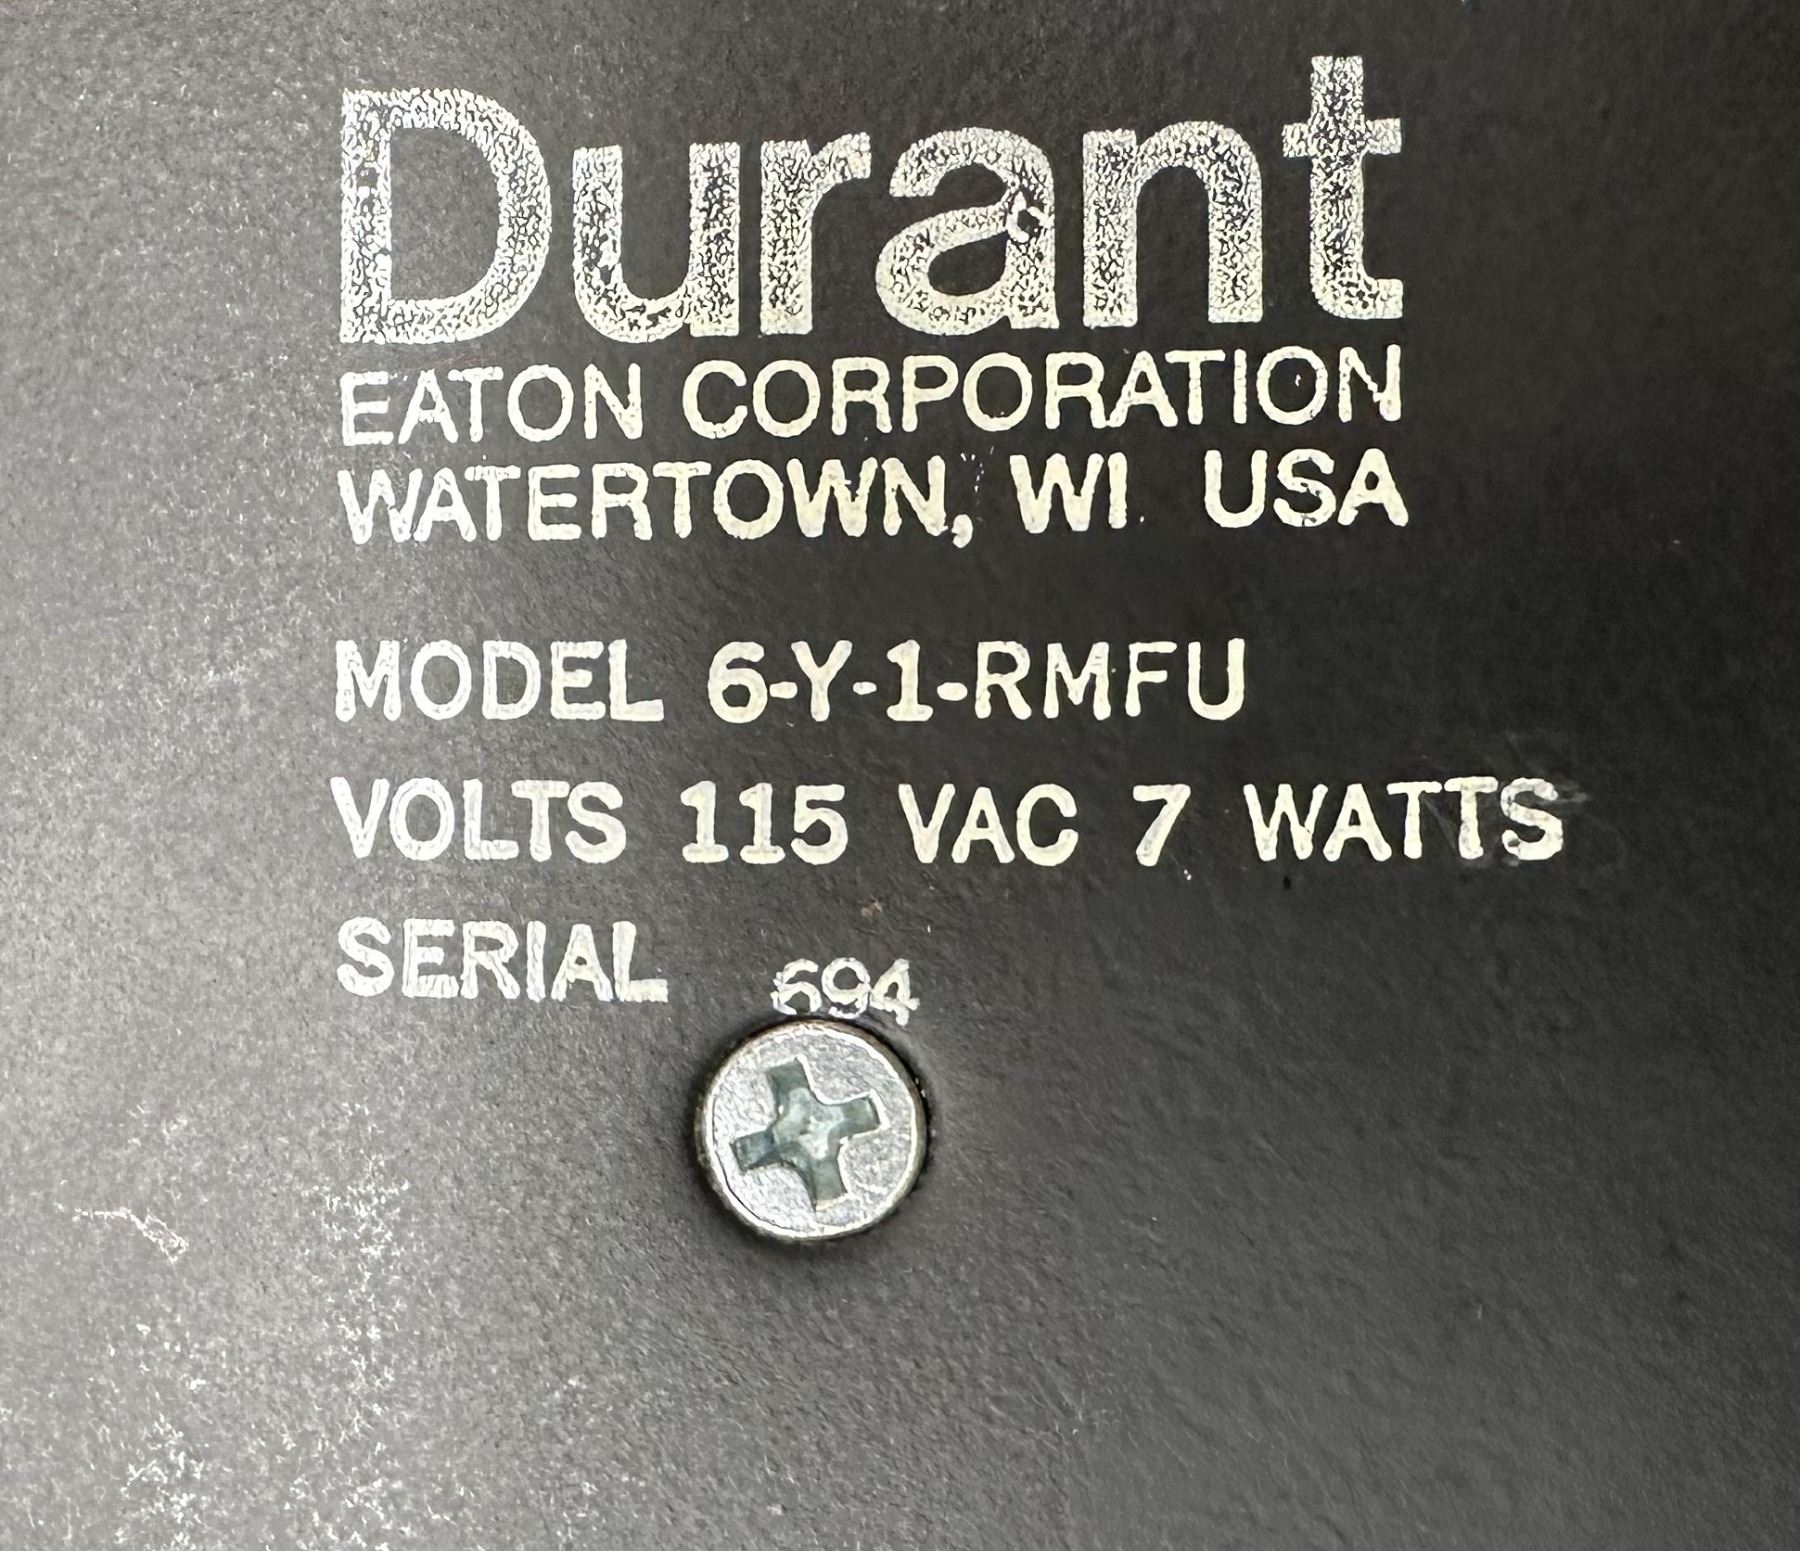 Durant
EATON CORPORATION
WATERTOWN, WI USA
MODEL 6-Y-1-RMFU
VOLTS 115 VAC 7 WATTS
SERIAL 694